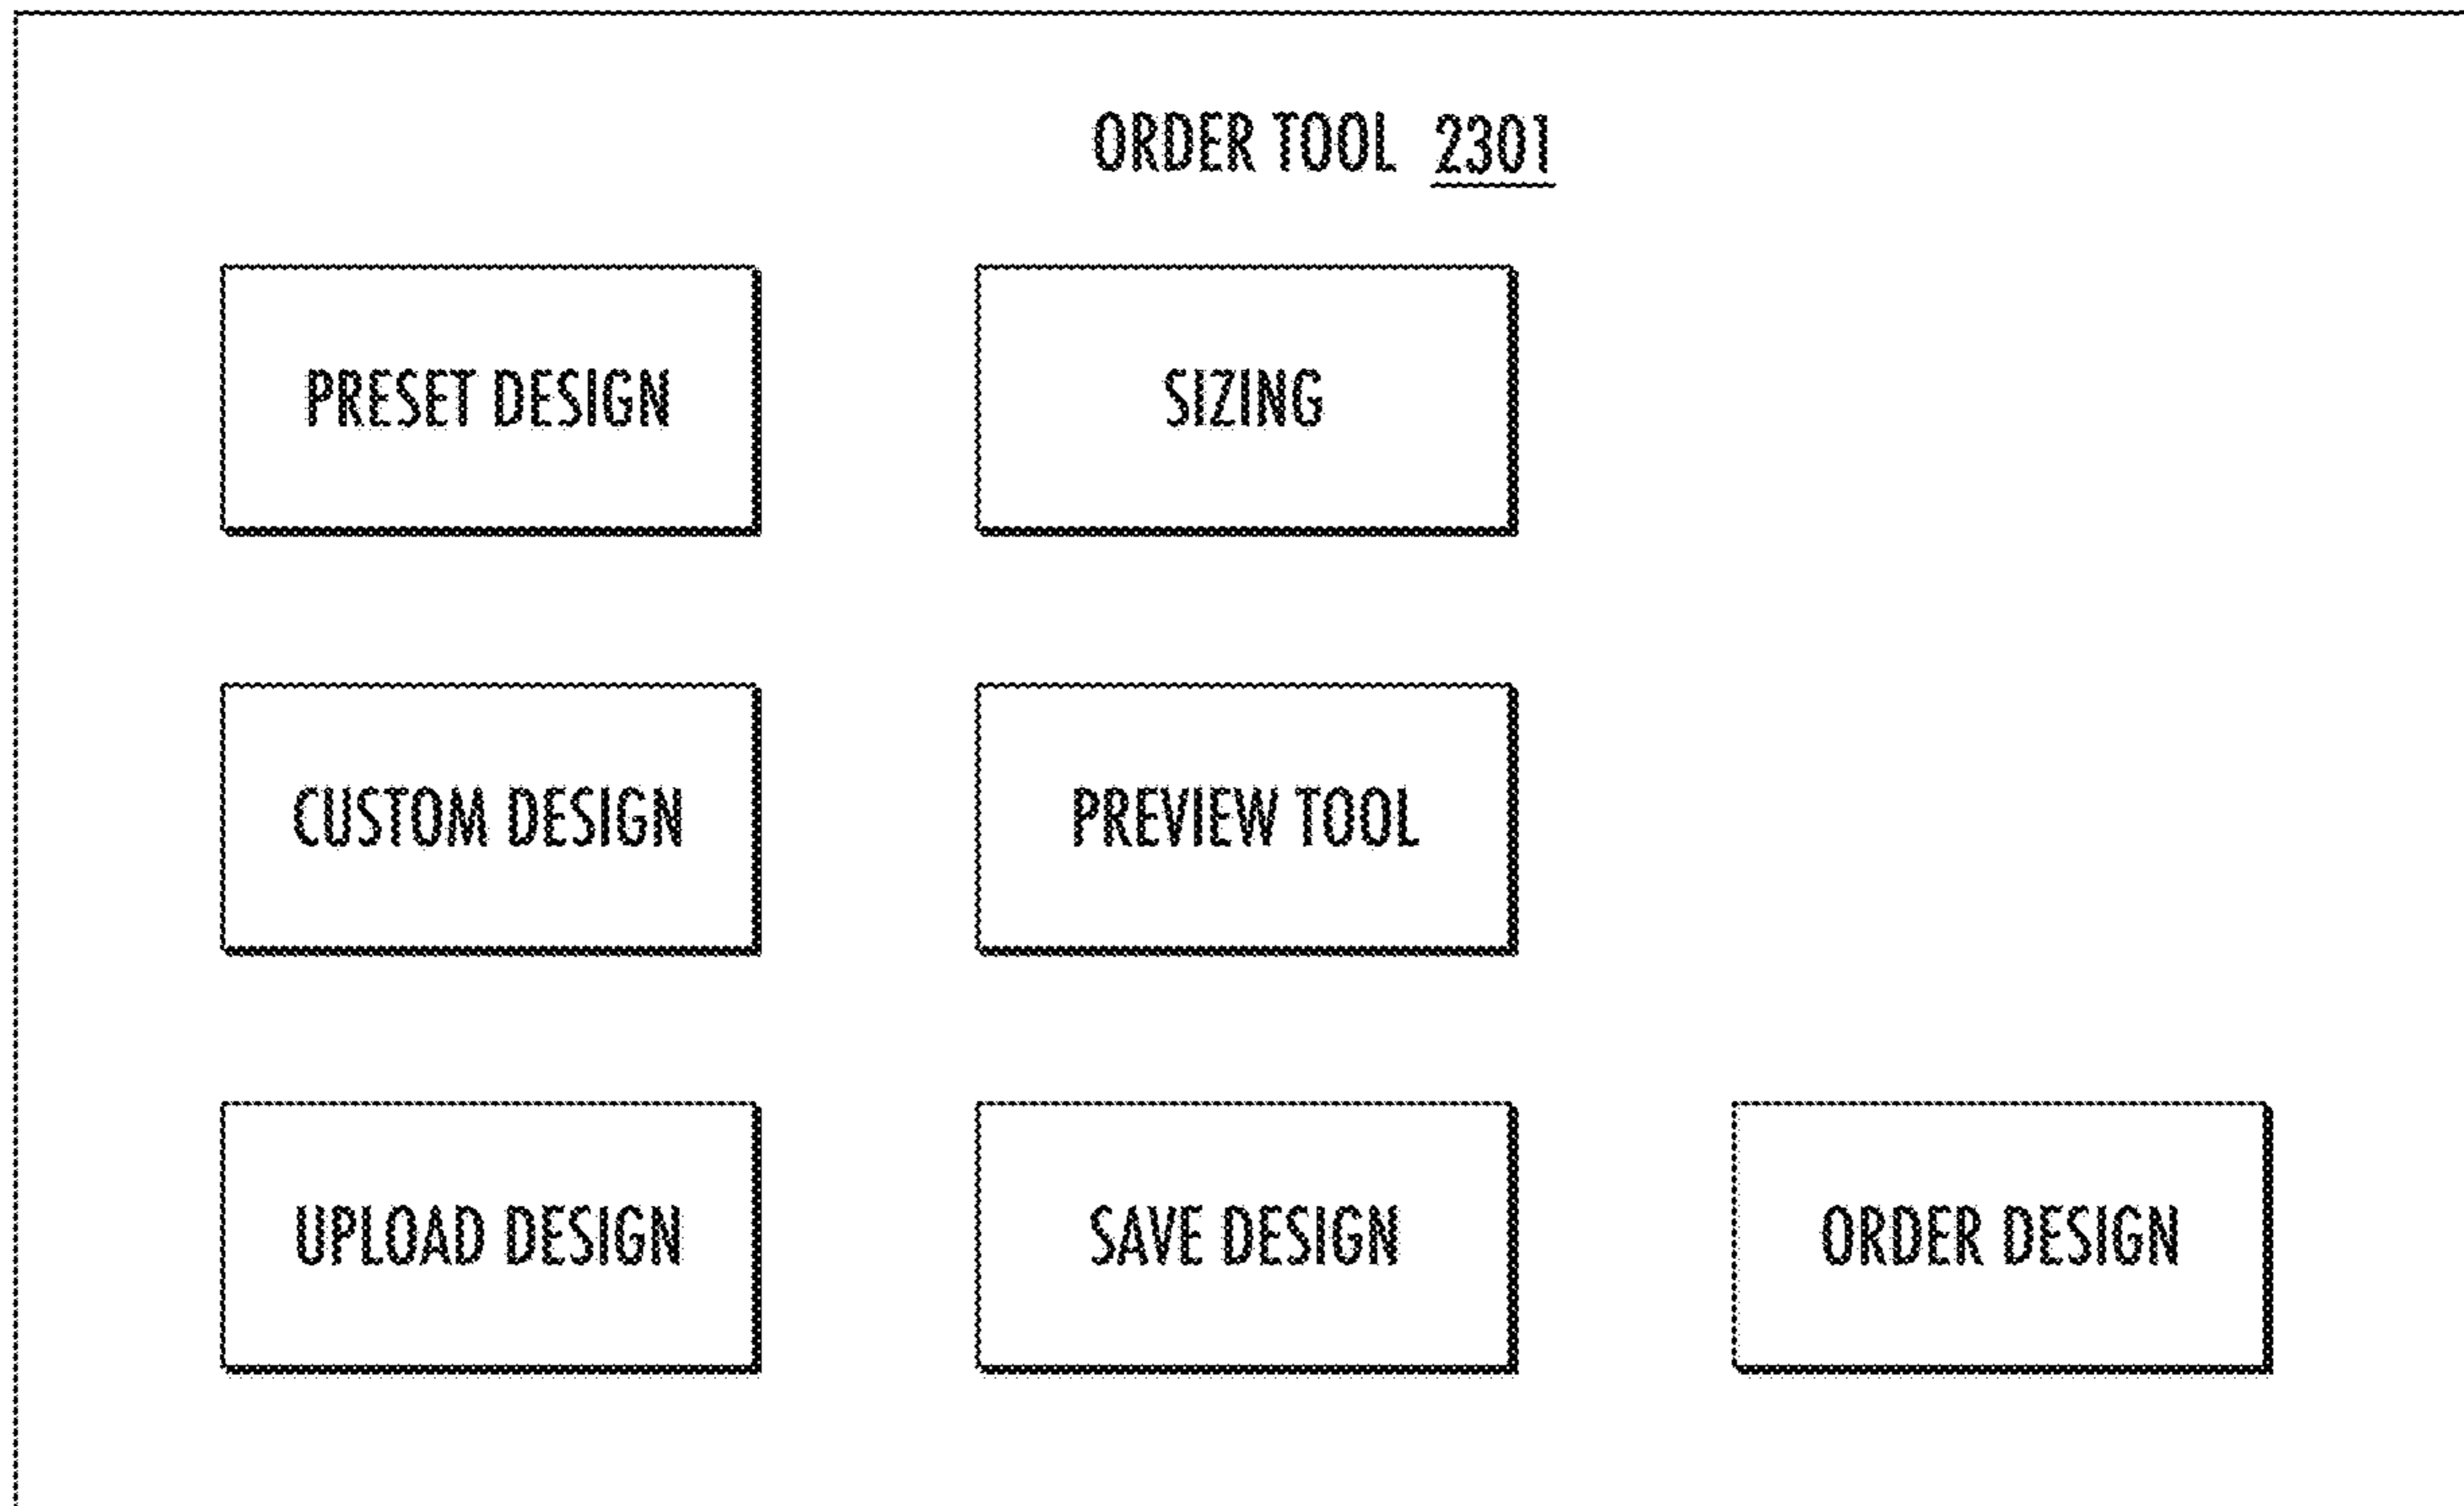 ORDER TOOL 2301
PRESET DESIGN
SIZING
CUSTOM DESIGN
PREVIEW TOOL
UPLOAD DESIGN
SAVE DESIGN
ORDER DESIGN